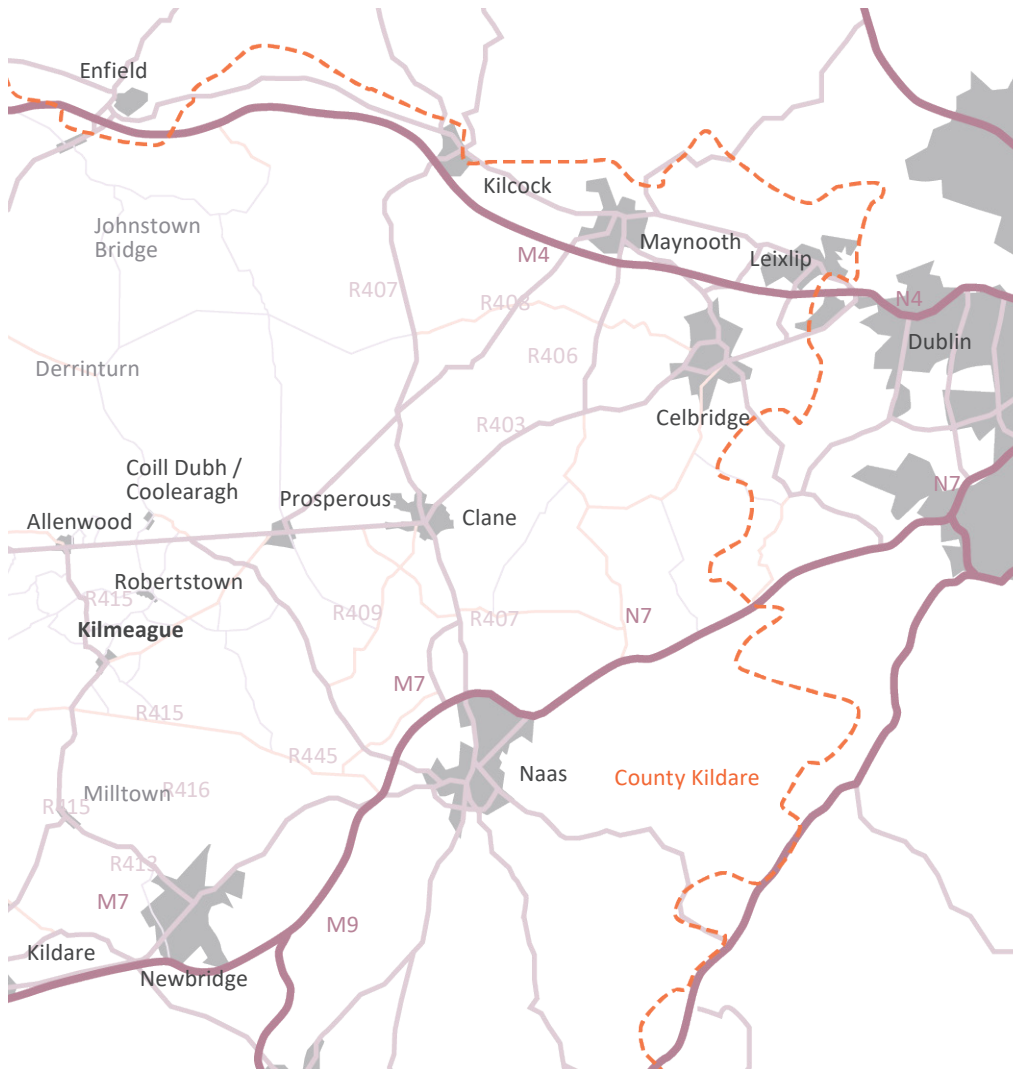 Enfield
Kilcock
Johnstown
Bridge
Maynooth
M4
Leixlip
R407
R408
N4
R406
Dublin
Derrinturn
Celbridge
R403
Coill Dubh /
Coolearagh
Prosperous
N7
Allenwood
Clane
Robertstown
R415
R409
R407
N7
Kilmeague
M7
R415
R445
Naas
County Kildare
Milltown
R416
R415
R413
M7
M9
Kildare
Newbridge